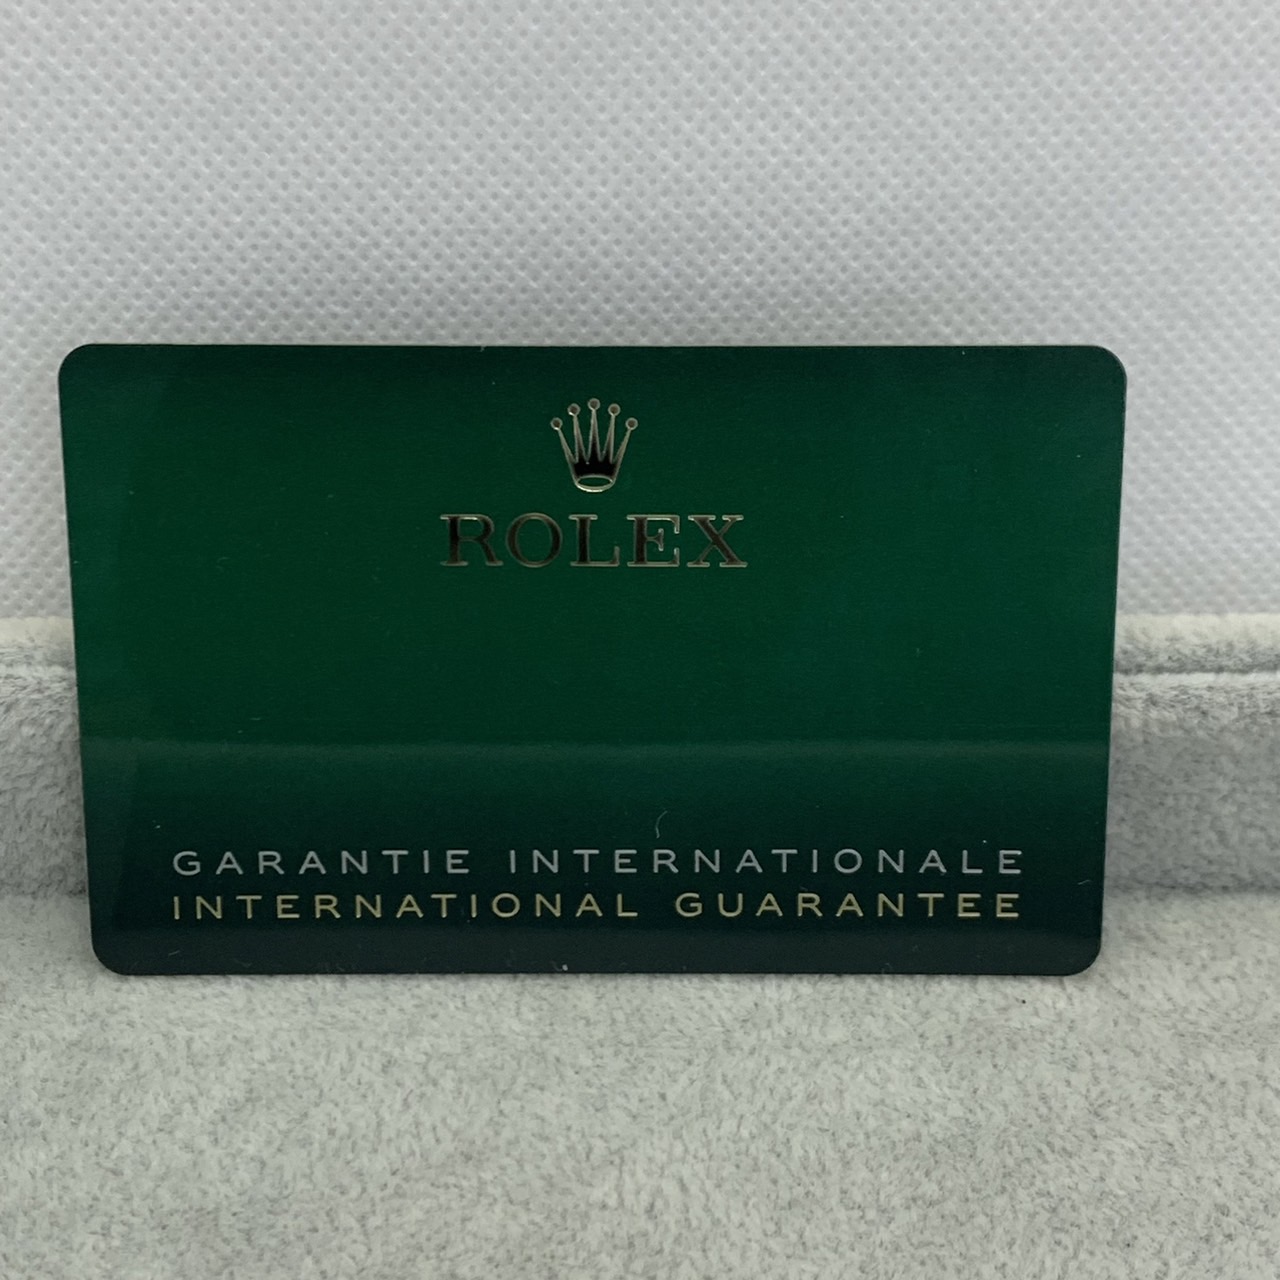 ROLEX
GARANTIE INTERNATIONALE
INTERNATIONAL GUARANTEE